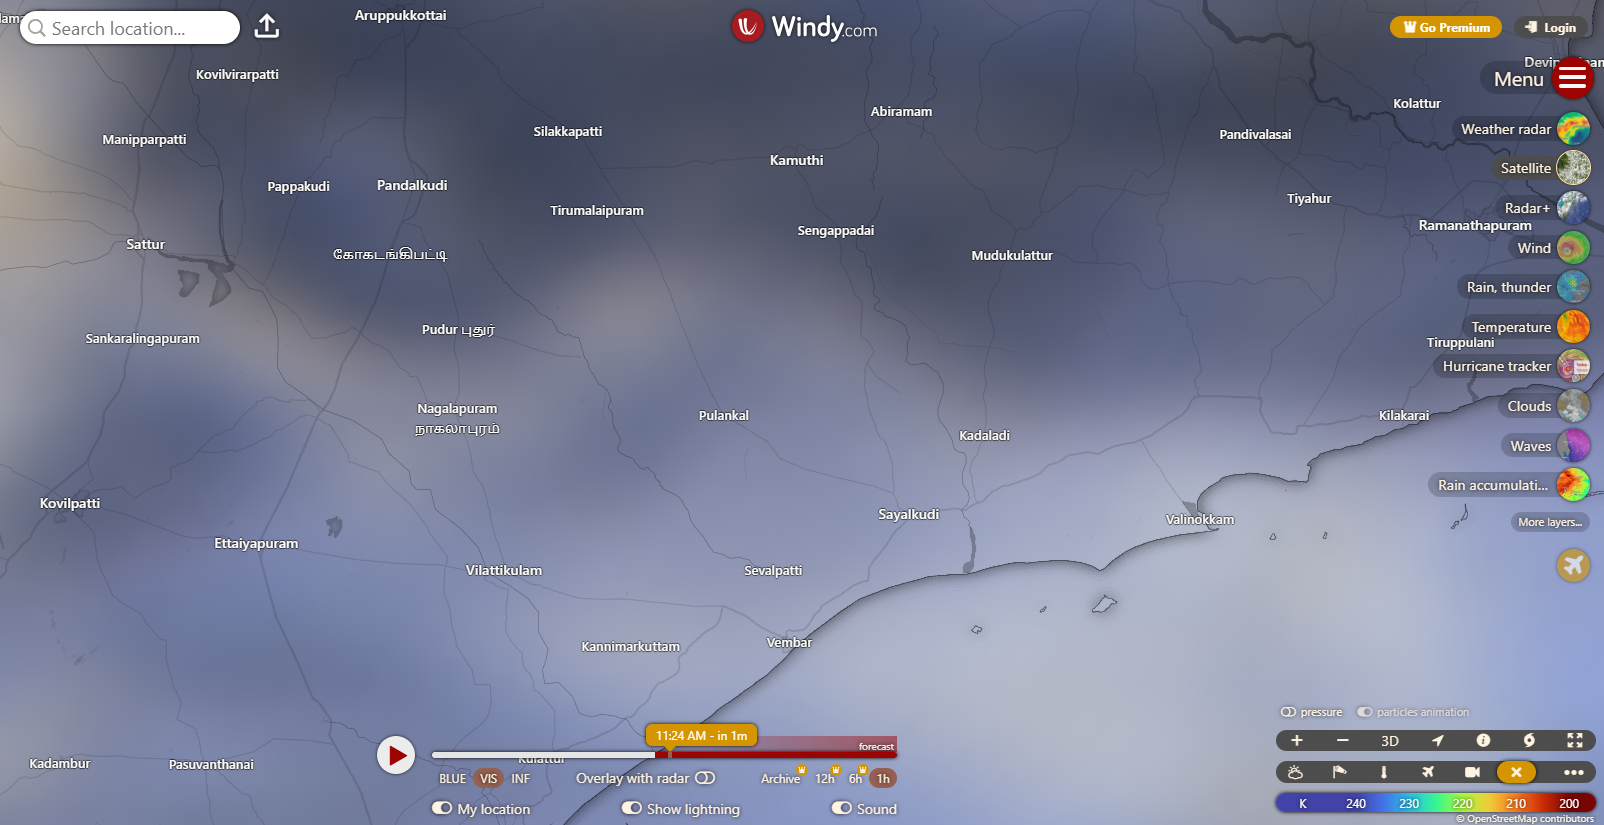 Aruppukkottai
Search location...
Windy.com
Go Premium
Login
Menu
Kovilvirarpatti
Kolattur
Abiramam
Silakkapatti
Weather radar
Pandivalasai
Manipparpatti
Kamuthi
Satellite
Pappakudi
Pandalkudi
Tiyahur
Tirumalaipuram
Radar+
Ramanathapuram
Sengappadai
Sattur
Wind
கோகடங்கிபட்டி
Mudukulattur
Rain, thunder
Temperature
Pudur புதுர்
Sankaralingapuram
Tiruppulani
Hurricane tracker
Clouds
Nagalapuram
நாகலாபுரம்
Pulankal
Kilakarai
Kadaladi
Waves
Rain accumulati...
Kovilpatti
Sayalkudi
Valinokkam
More layers...
Ettaiyapuram
Vilattikulam
Sevalpatti
Vembar
Kannimarkuttam
pressure
particles animation
11:24 AM - in 1m
forecast
3D
Kulattur
Kadambur
Pasuvanthanai
BLUE VIS INF
Overlay with radar
Archive 12h 6h 1h
My location
Show lightning
Sound
K 240 230 220 210 200
© OpenStreetMap contributors